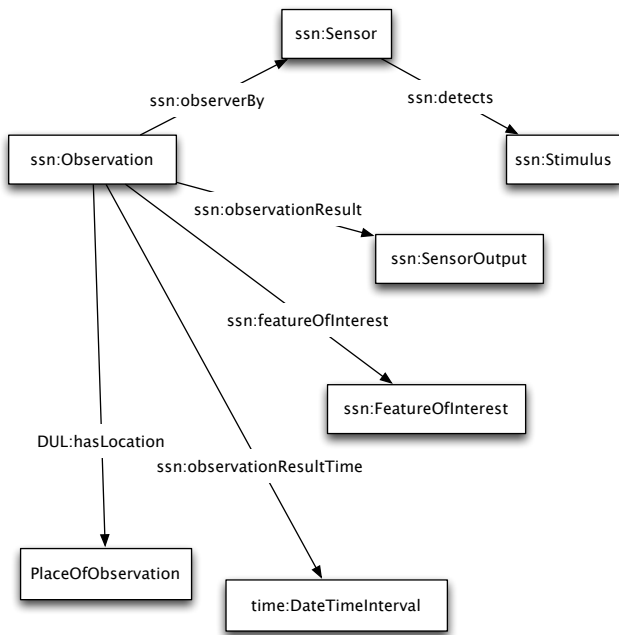 ssn:Sensor
ssn:observerBy
ssn:detects
ssn:Observation
ssn:Stimulus
ssn:observationResult
ssn:SensorOutput
ssn:featureOfInterest
ssn:FeatureOfInterest
DUL:hasLocation
ssn:observationResultTime
PlaceOfObservation
time:DateTimeInterval